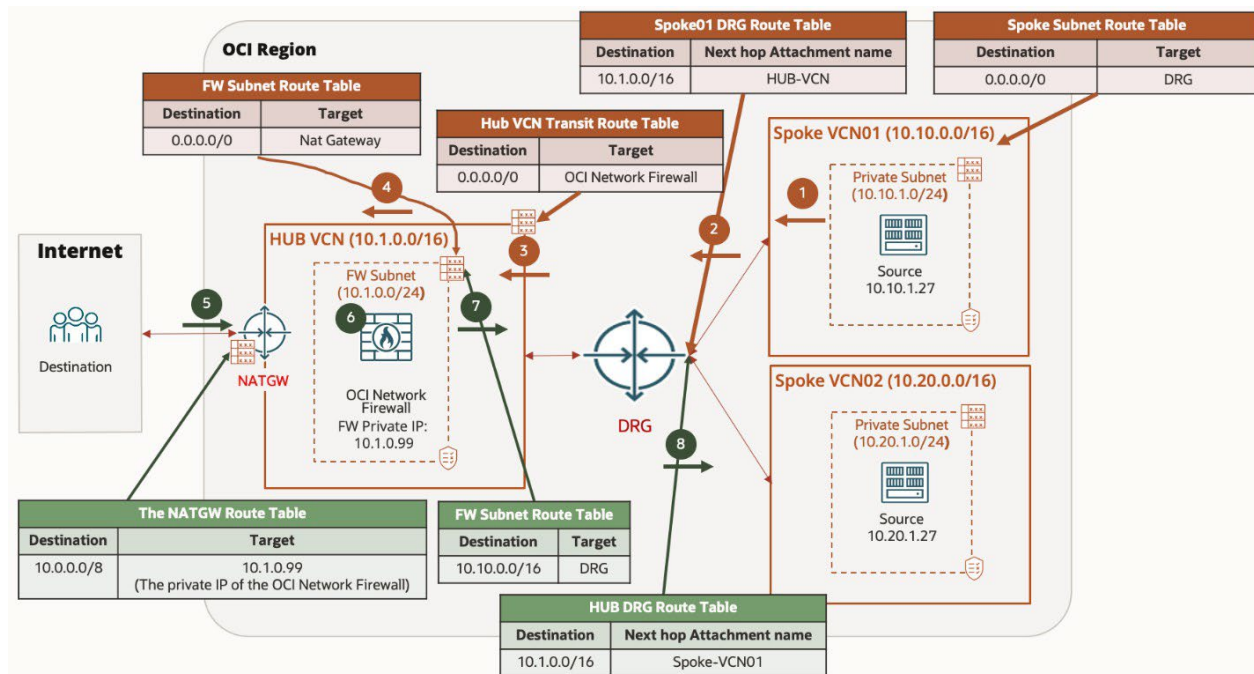 OCI Region
Spoke01 DRG Route Table
Destination Next hop Attachment name
10.1.0.0/16 HUB-VCN
Spoke Subnet Route Table
Destination Target
0.0.0.0/0 DRG
FW Subnet Route Table
Destination Target
0.0.0.0/0 Nat Gateway
Hub VCN Transit Route Table
Destination Target
0.0.0.0/0 OCI Network Firewall
Spoke VCN01 (10.10.0.0/16)
Private Subnet
(10.10.1.0/24)
Source
10.10.1.27
1
2
3
4
HUB VCN (10.1.0.0/16)
FW Subnet
(10.1.0.0/24)
6
7
OCI Network
Firewall
FW Private IP:
10.1.0.99
Internet
Destination
5
NATGW
DRG
8
Spoke VCN02 (10.20.0.0/16)
Private Subnet
(10.20.1.0/24)
Source
10.20.1.27
The NATGW Route Table
Destination Target
10.0.0.0/8 10.1.0.99
(The private IP of the OCI Network Firewall)
FW Subnet Route Table
Destination Target
10.10.0.0/16 DRG
HUB DRG Route Table
Destination Next hop Attachment name
10.1.0.0/16 Spoke-VCN01